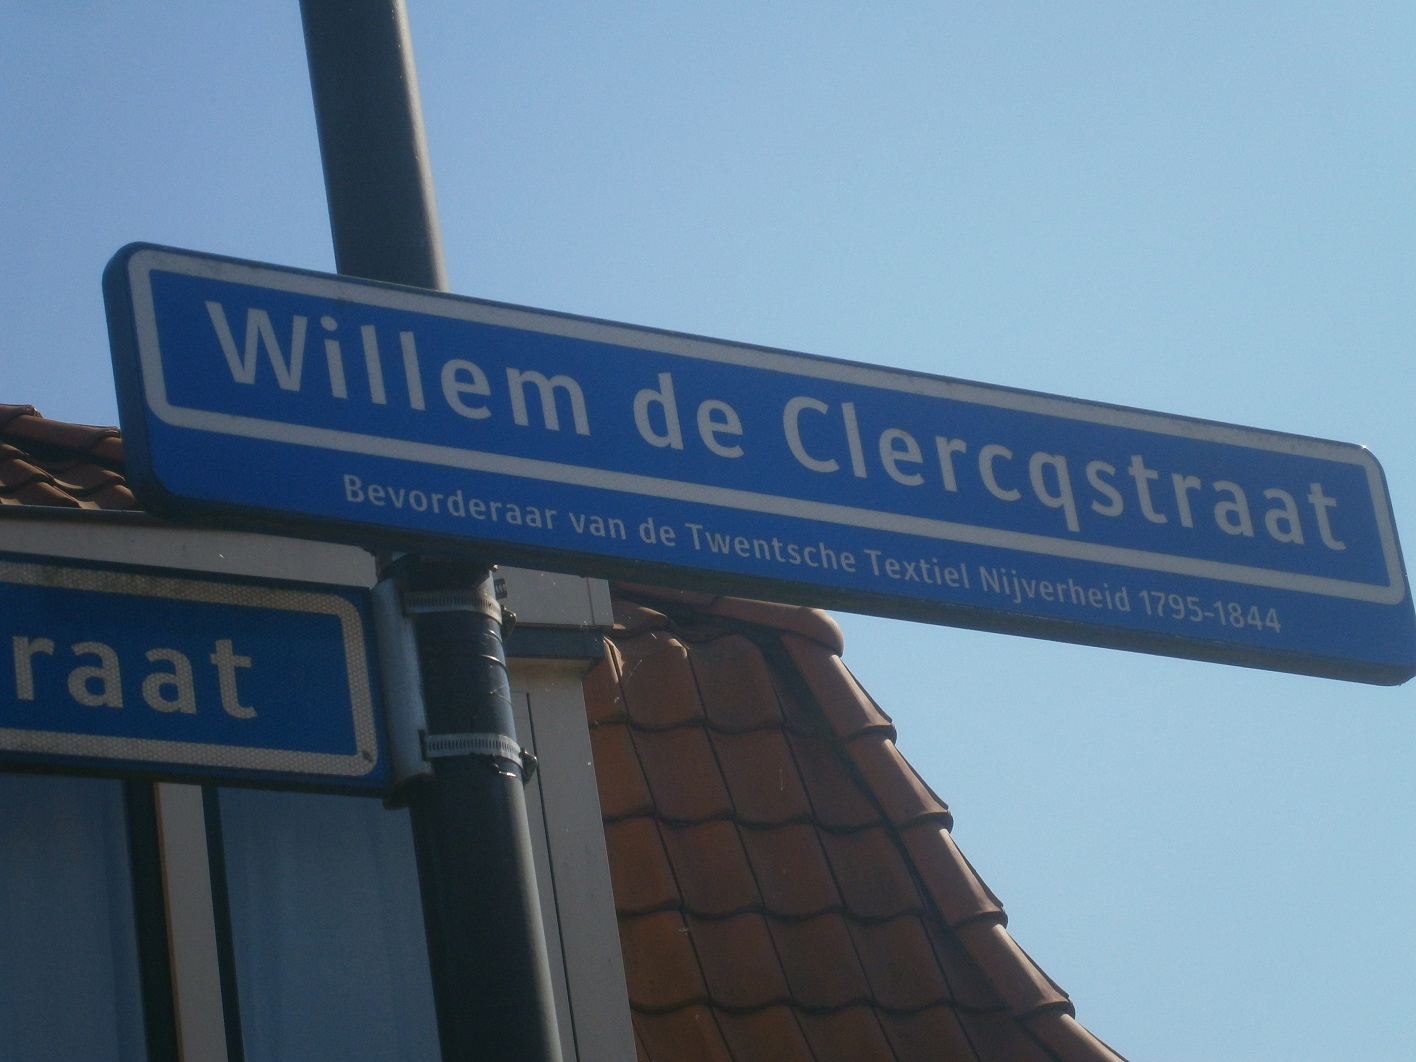 Willem de Clercqstraat
Bevorderaar van de Twentsche Textiel Nijverheid 1795-1844
raat